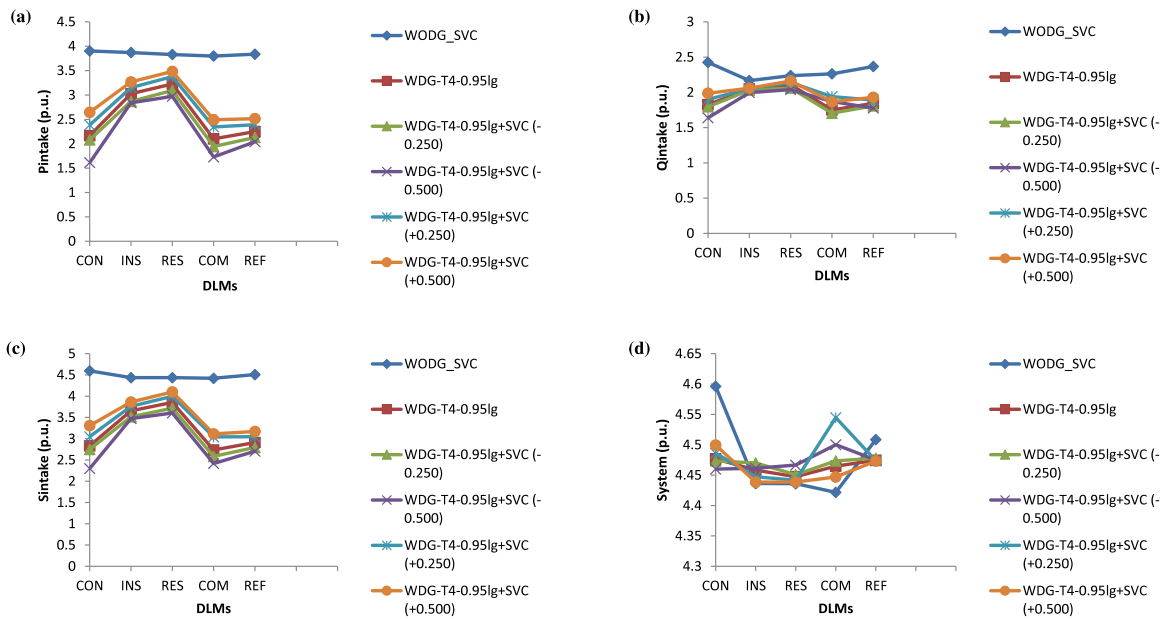 (a)
4.5
4
3.5
3
2.5
2
1.5
1
0.5
0
Pintake (p.u.)
CON INS RES COM REF
DLMs
WODG_SVC
WDG-T4-0.95lg
WDG-T4-0.95lg+SVC (-
0.250)
WDG-T4-0.95lg+SVC (-
0.500)
WDG-T4-0.95lg+SVC
(+0.250)
WDG-T4-0.95lg+SVC
(+0.500)
(b)
3
2.5
2
1.5
1
0.5
0
Qintake (p.u.)
CON INS RES COM REF
DLMs
WODG_SVC
WDG-T4-0.95lg
WDG-T4-0.95lg+SVC (-
0.250)
WDG-T4-0.95lg+SVC (-
0.500)
WDG-T4-0.95lg+SVC
(+0.250)
WDG-T4-0.95lg+SVC
(+0.500)
(c)
5
4.5
4
3.5
3
2.5
2
1.5
1
0.5
0
Sintake (p.u.)
CON INS RES COM REF
DLMs
WODG_SVC
WDG-T4-0.95lg
WDG-T4-0.95lg+SVC (-
0.250)
WDG-T4-0.95lg+SVC (-
0.500)
WDG-T4-0.95lg+SVC
(+0.250)
WDG-T4-0.95lg+SVC
(+0.500)
(d)
4.65
4.6
4.55
4.5
4.45
4.4
4.35
4.3
System (p.u.)
CON INS RES COM REF
DLMs
WODG_SVC
WDG-T4-0.95lg
WDG-T4-0.95lg+SVC (-
0.250)
WDG-T4-0.95lg+SVC (-
0.500)
WDG-T4-0.95lg+SVC
(+0.250)
WDG-T4-0.95lg+SVC
(+0.500)